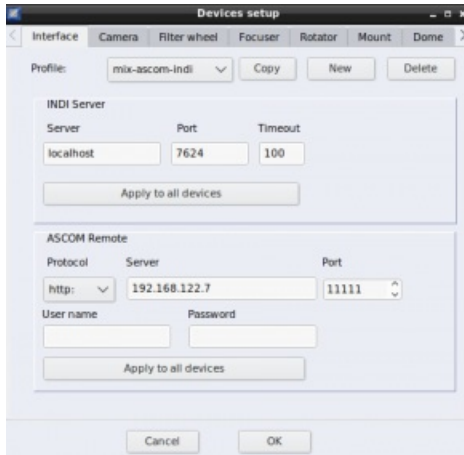 Devices setup
Interface Camera Filter wheel Focuser Rotator Mount Dome
Profile: mix-ascom-indi Copy New Delete
INDI Server
Server Port Timeout
localhost 7624 100
Apply to all devices
ASCOM Remote
Protocol Server Port
http: 192.168.122.7 11111
User name Password
Apply to all devices
Cancel OK